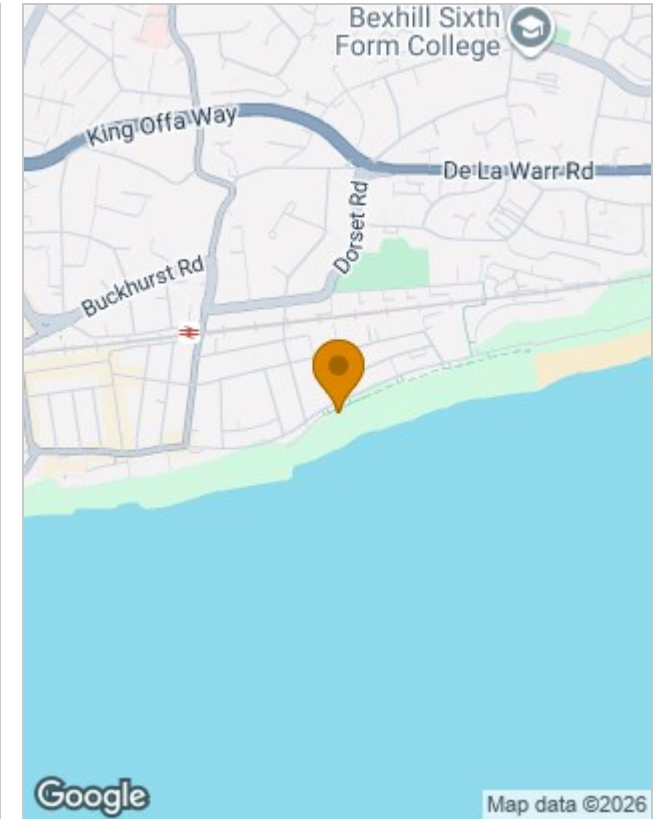 Bexhill Sixth
Form College
King Offa Way
De La Warr Rd
Dorset Rd
Buckhurst Rd
Google
Map data ©2026